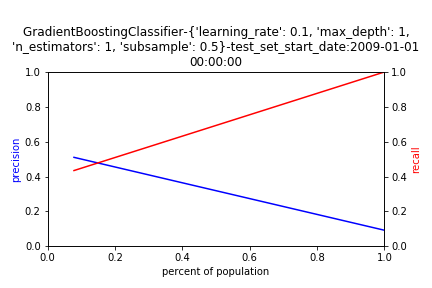 GradientBoostingClassifier-{'learning_rate': 0.1, 'max_depth': 1,
'n_estimators': 1, 'subsample': 0.5}-test_set_start_date:2009-01-01
00:00:00
1.0
1.0
0.8
0.8
0.6
0.6
precision
recall
0.4
0.4
0.2
0.2
0.0
0.0
0.0 0.2 0.4 0.6 0.8 1.0
percent of population